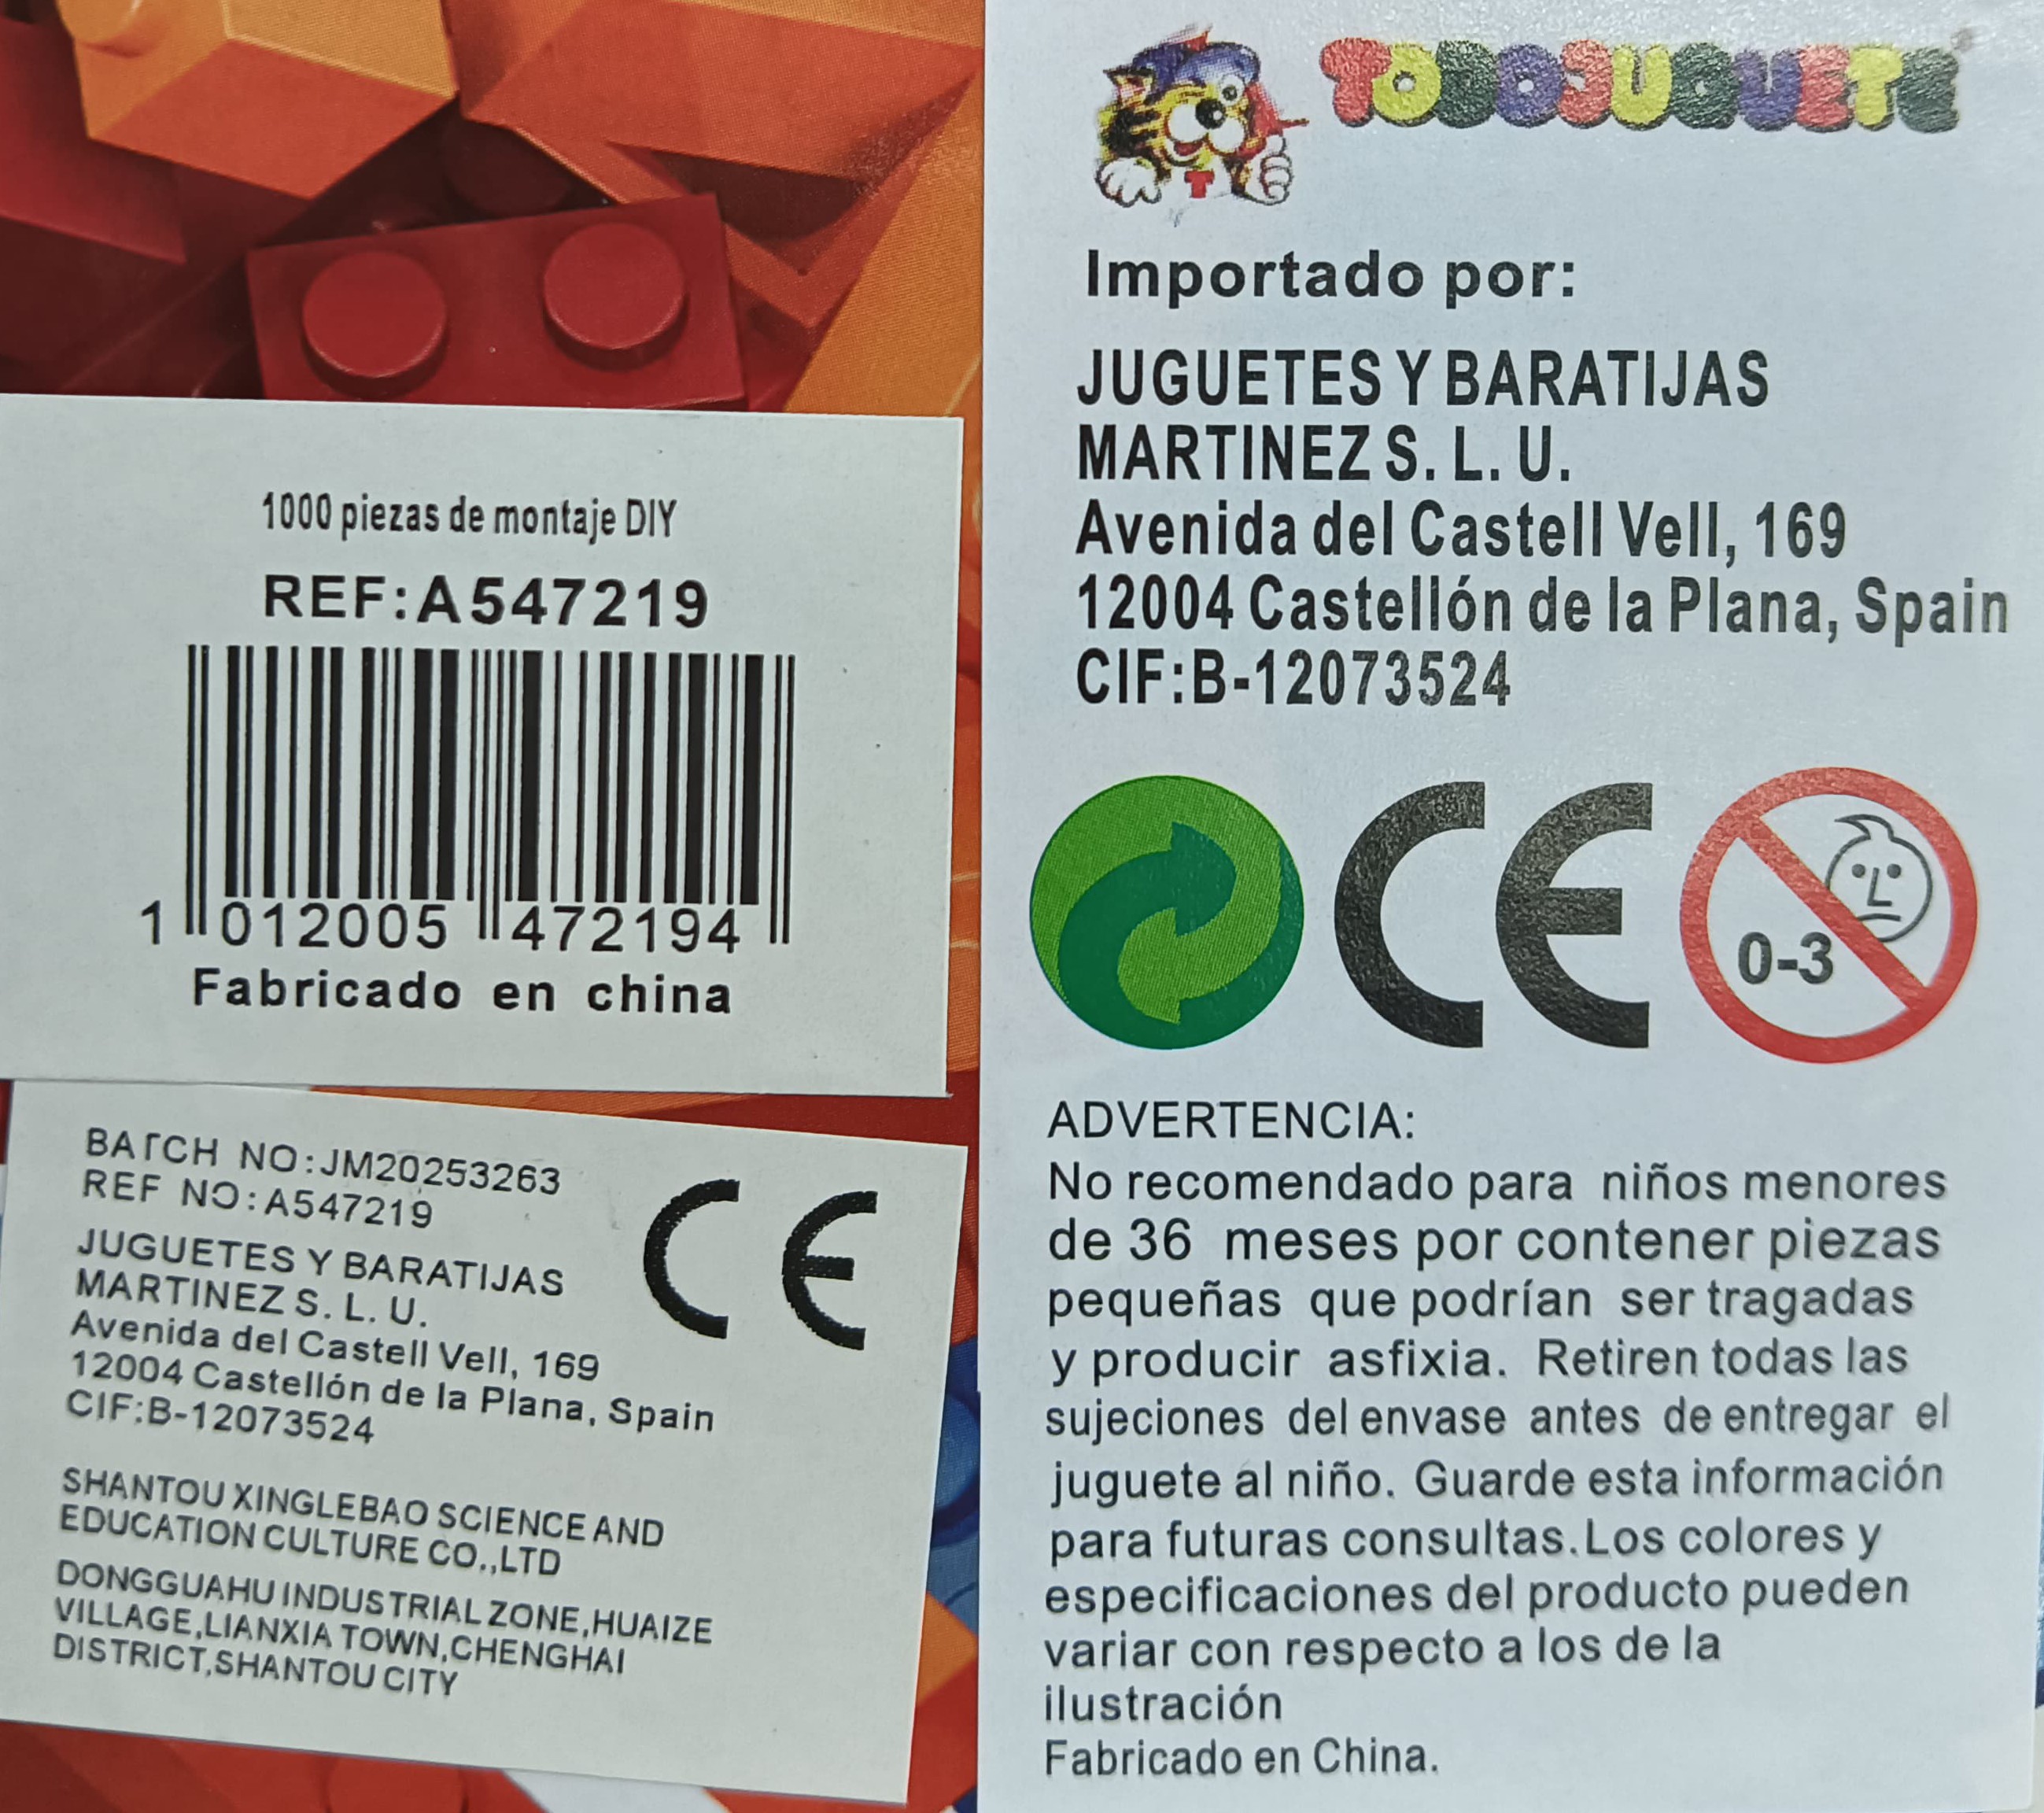 1000 piezas de montaje DIY
REF:A547219
1 012005 472194
Fabricado en china
BATCH NO:JM20253263
REF NO:A547219
JUGUETES Y BARATIJAS
MARTINEZ S. L. U.
Avenida del Castell Vell, 169
12004 Castellón de la Plana, Spain
CIF:B-12073524
CE
SHANTOU XINGLEBAO SCIENCE AND
EDUCATION CULTURE CO.,LTD
DONGGUAHU INDUSTRIAL ZONE,HUAIZE
VILLAGE,LIANXIA TOWN,CHENGHAI
DISTRICT,SHANTOU CITY
T
TODOJUGUETE
Importado por:
JUGUETES Y BARATIJAS
MARTINEZ S. L. U.
Avenida del Castell Vell, 169
12004 Castellón de la Plana, Spain
CIF:B-12073524
CE
0-3
ADVERTENCIA:
No recomendado para niños menores
de 36 meses por contener piezas
pequeñas que podrían ser tragadas
y producir asfixia. Retiren todas las
sujeciones del envase antes de entregar el
juguete al niño. Guarde esta información
para futuras consultas.Los colores y
especificaciones del producto pueden
variar con respecto a los de la
ilustración
Fabricado en China.